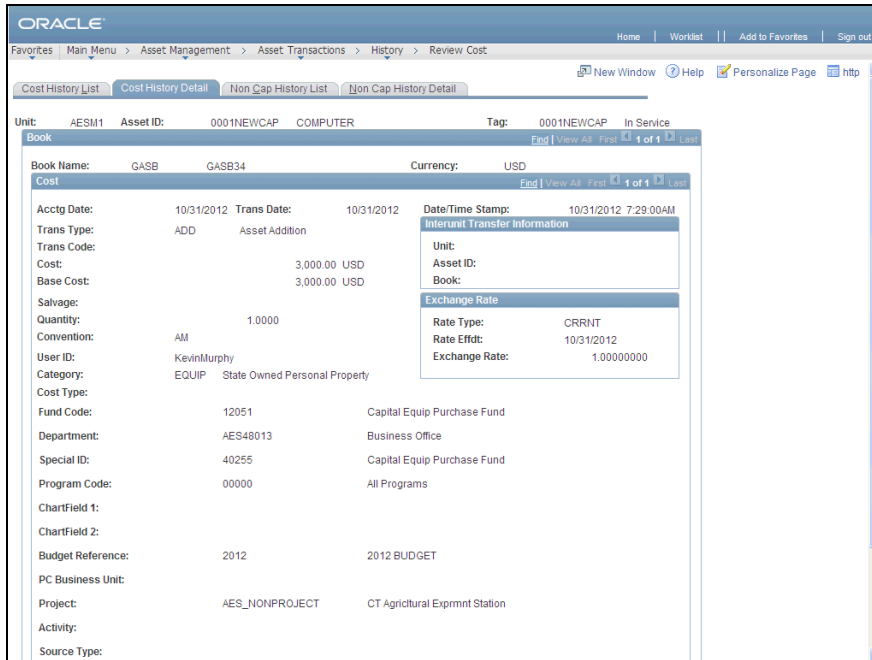 ORACLE
Home | Worklist || Add to Favorites | Sign out
Favorites | Main Menu > Asset Management > Asset Transactions > History > Review Cost
New Window Help Personalize Page http
Cost History List Cost History Detail Non Cap History List Non Cap History Detail
Unit: AESM1 Asset ID: 0001NEWCAP COMPUTER Tag: 0001NEWCAP In Service
Book Find | View All First 1 of 1 Last
Book Name: GASB GASB34 Currency: USD
Cost Find | View All First 1 of 1 Last
Acctg Date: 10/31/2012 Trans Date: 10/31/2012 Date/Time Stamp: 10/31/2012 7:29:00AM
Trans Type: ADD Asset Addition
Trans Code:
Cost: 3,000.00 USD
Base Cost: 3,000.00 USD
Interunit Transfer Information
Unit:
Asset ID:
Book:
Salvage:
Quantity: 1.0000
Convention: AM
User ID: KevinMurphy
Category: EQUIP State Owned Personal Property
Exchange Rate
Rate Type: CRRNT
Rate Effdt: 10/31/2012
Exchange Rate: 1.00000000
Cost Type:
Fund Code: 12051 Capital Equip Purchase Fund
Department: AES48013 Business Office
Special ID: 40255 Capital Equip Purchase Fund
Program Code: 00000 All Programs
ChartField 1:
ChartField 2:
Budget Reference: 2012 2012 BUDGET
PC Business Unit:
Project: AES_NONPROJECT CT Agricltural Exprmnt Station
Activity:
Source Type: